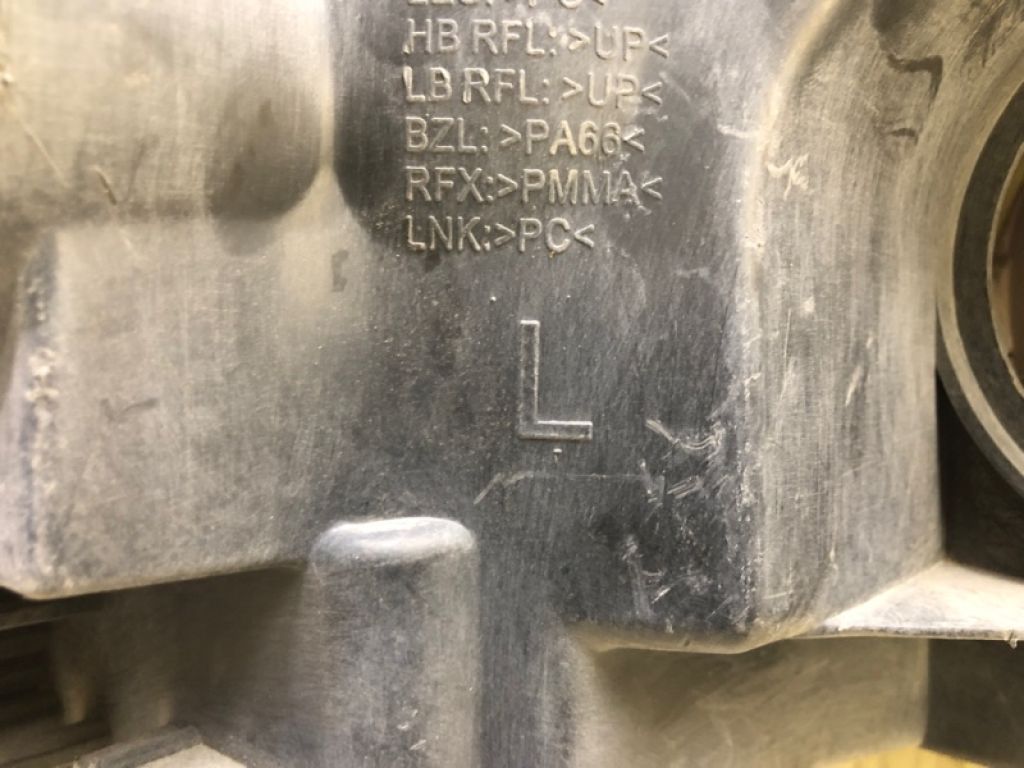 HB RFL: >UP<
LB RFL: >UP<
BZL: >PA66<
RFX:>PMMA<
LNK:>PC<
L